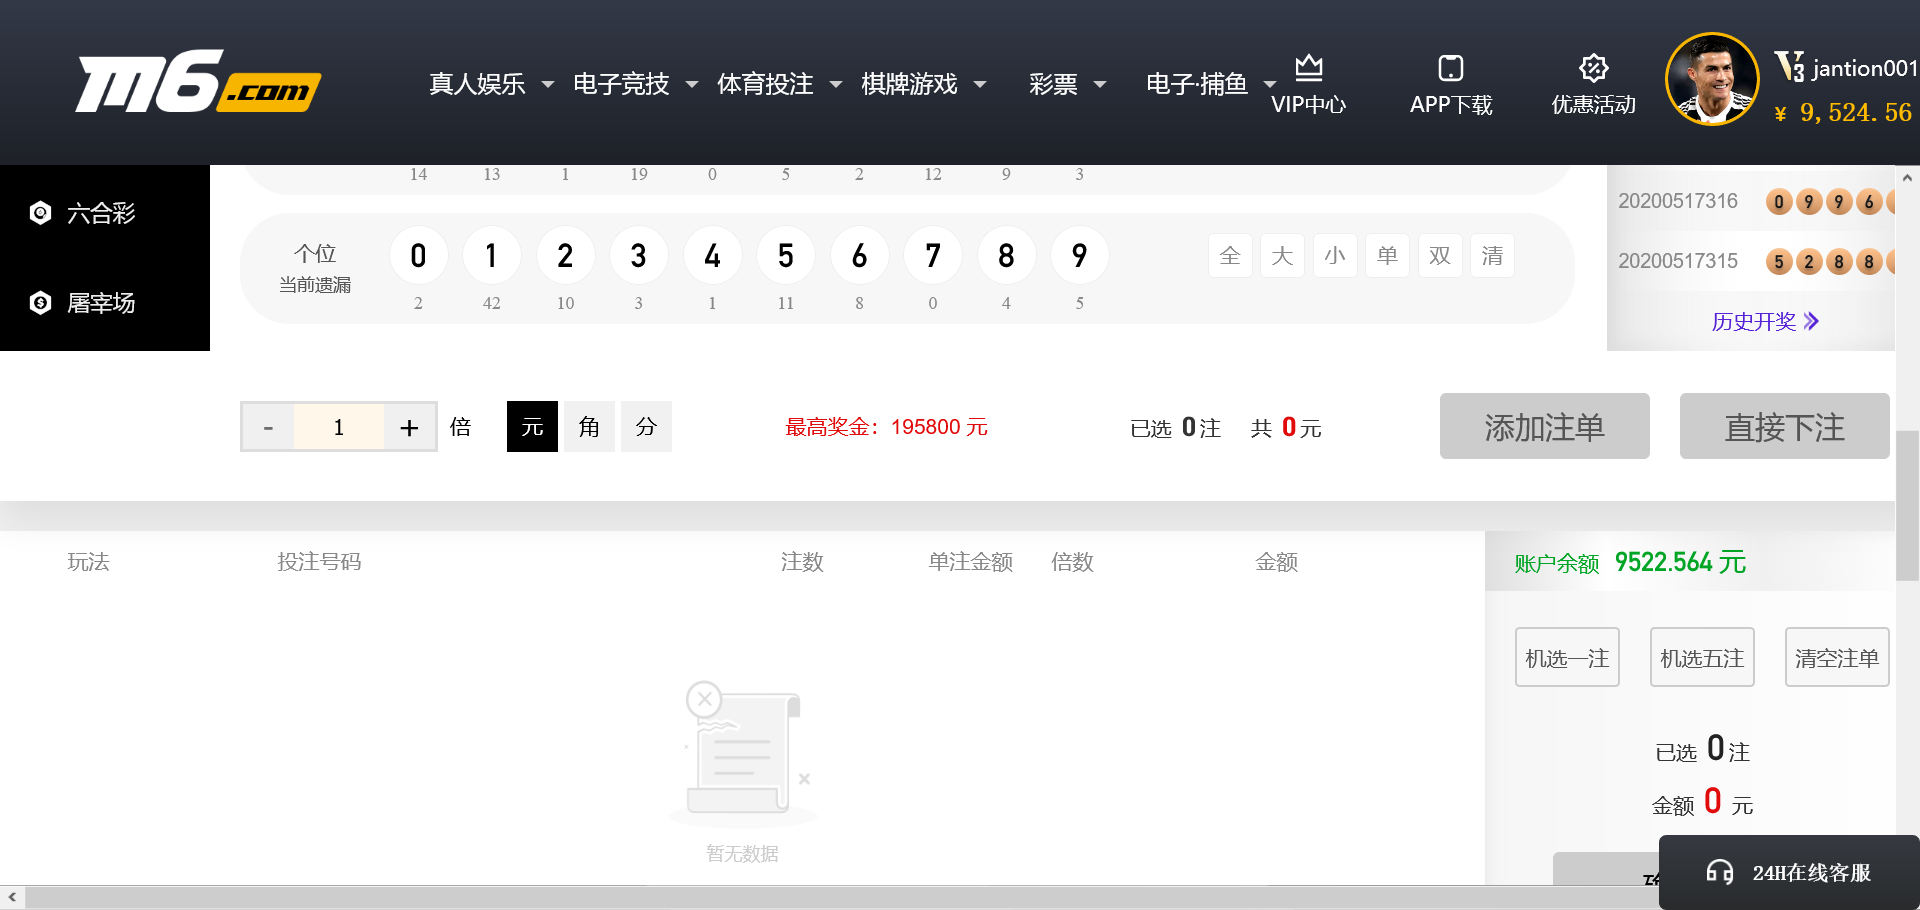 m6.com
真人娱乐 电子竞技 体育投注 棋牌游戏 彩票 电子·捕鱼
VIP中心 APP下载 优惠活动
V3 jantion001
¥ 9,524.56
六合彩
屠宰场
14 13 1 19 0 5 2 12 9 3
个位 0 1 2 3 4 5 6 7 8 9 全 大 小 单 双 清
当前遗漏 2 42 10 3 1 11 8 0 4 5
20200517316 0 9 9 6
20200517315 5 2 8 8
历史开奖
- 1 + 倍 元 角 分 最高奖金：195800 元 已选 0 注 共 0 元 添加注单 直接下注
玩法 投注号码 注数 单注金额 倍数 金额
账户余额 9522.564 元
机选一注 机选五注 清空注单
已选 0 注
金额 0 元
暂无数据
24H在线客服